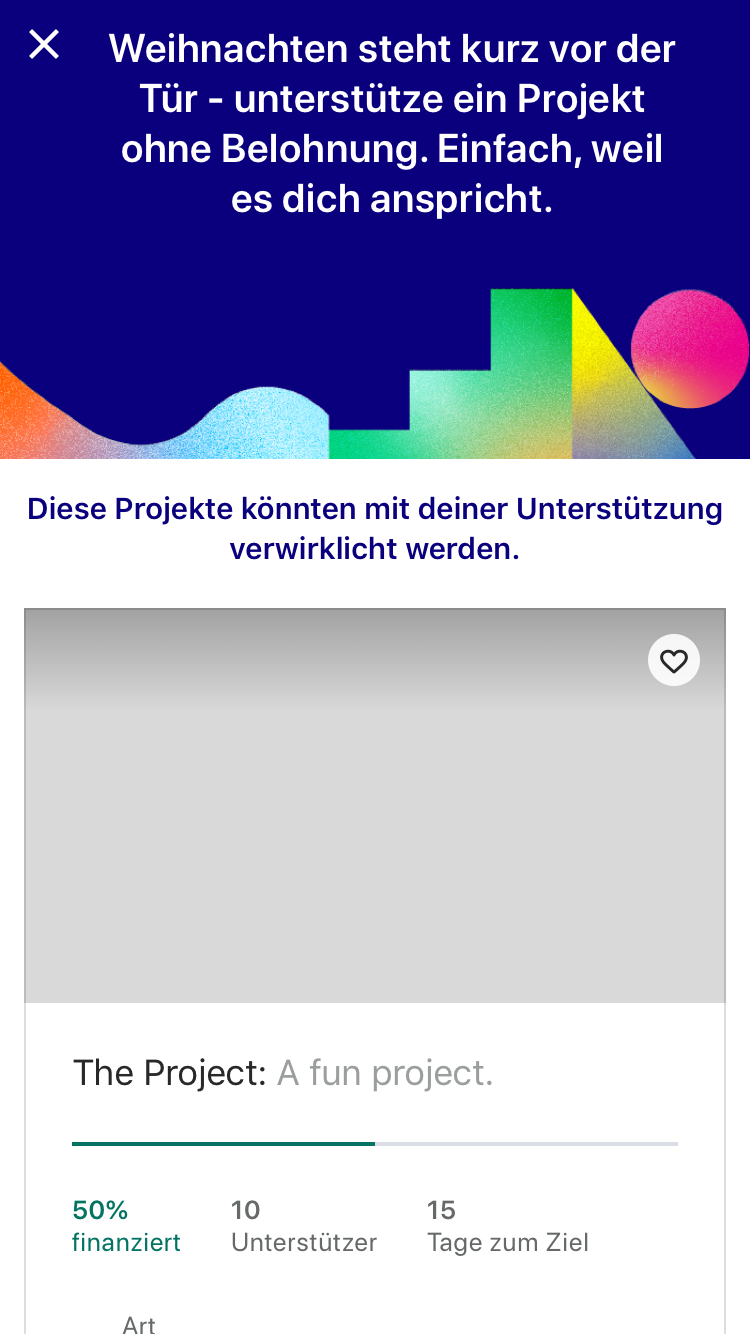 Weihnachten steht kurz vor der
Tür - unterstütze ein Projekt
ohne Belohnung. Einfach, weil
es dich anspricht.
Diese Projekte könnten mit deiner Unterstützung
verwirklicht werden.
The Project: A fun project.
50%
finanziert
10
Unterstützer
15
Tage zum Ziel
Art